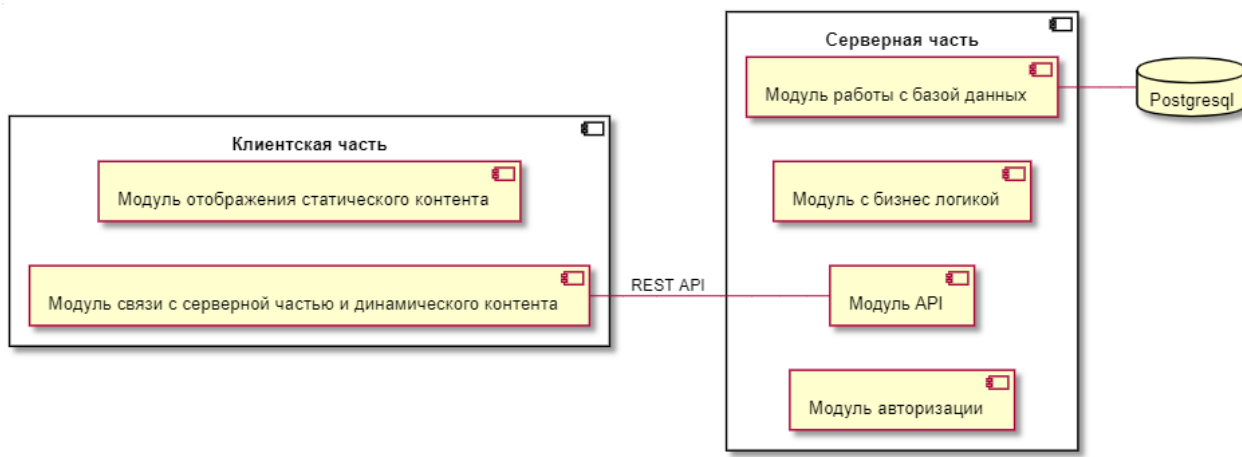 Клиентская часть
Модуль отображения статического контента
Модуль связи с серверной частью и динамического контента
REST API
Серверная часть
Модуль работы с базой данных
Модуль с бизнес логикой
Модуль API
Модуль авторизации
Postgresql